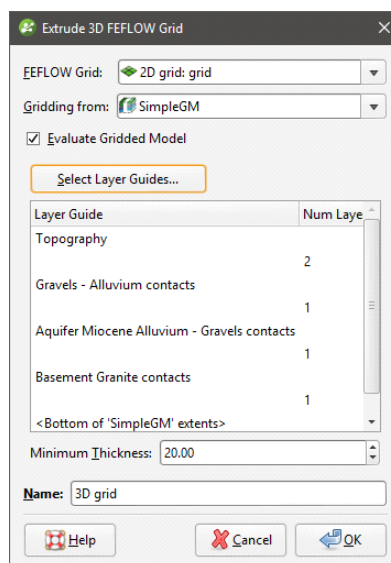 Extrude 3D FEFLOW Grid
FEFLOW Grid: 2D grid: grid
Gridding from: SimpleGM
Evaluate Gridded Model
Select Layer Guides...
Layer Guide Num Laye
Topography
2
Gravels - Alluvium contacts
1
Aquifer Miocene Alluvium - Gravels contacts
1
Basement Granite contacts
1
<Bottom of 'SimpleGM' extents>
Minimum Thickness: 20.00
Name: 3D grid
Help Cancel OK